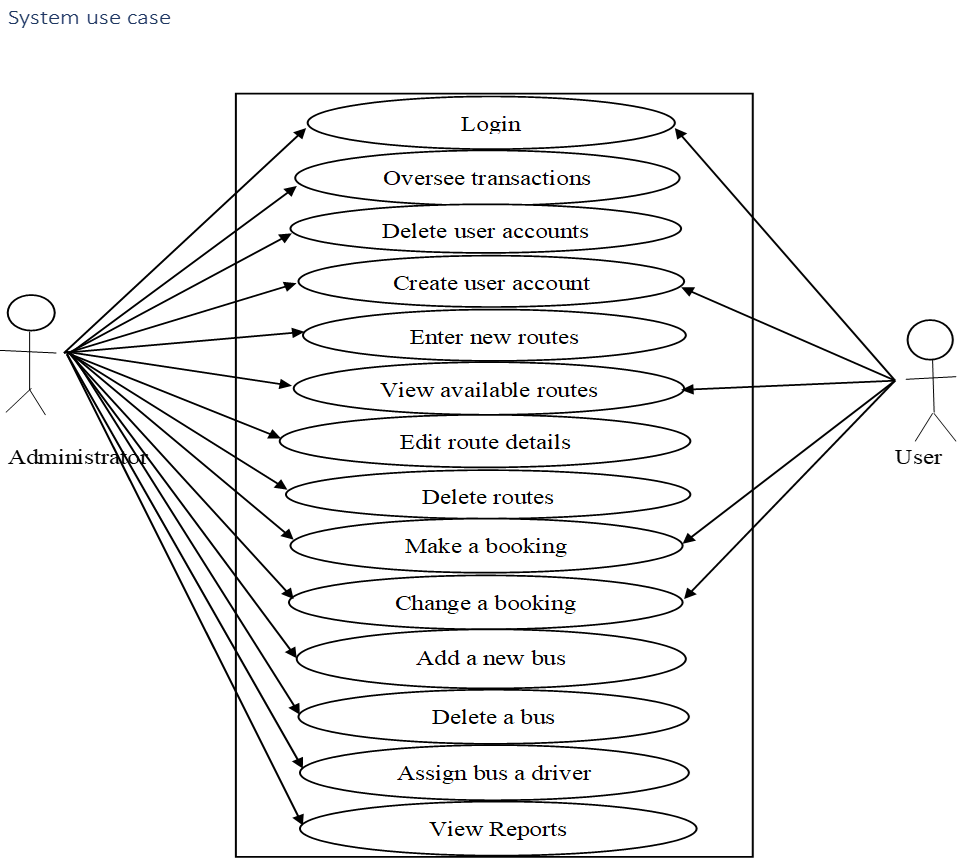 System use case
Login
Oversee transactions
Delete user accounts
Create user account
Enter new routes
View available routes
Edit route details
Administrator
User
Delete routes
Make a booking
Change a booking
Add a new bus
Delete a bus
Assign bus a driver
View Reports